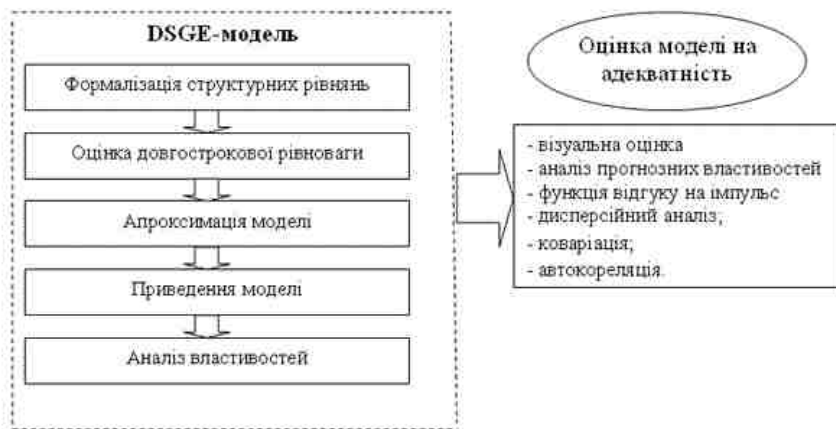 DSGE-модель
Формалізація структурних рівнянь
Оцінка довгострокової рівноваги
Апроксимація моделі
Приведення моделі
Аналіз властивостей
Оцінка моделі на
адекватність
- візуальна оцінка
- аналіз прогнозних властивостей
- функція відгуку на імпульс
- дисперсійний аналіз;
- коваріація;
- автокореляція.